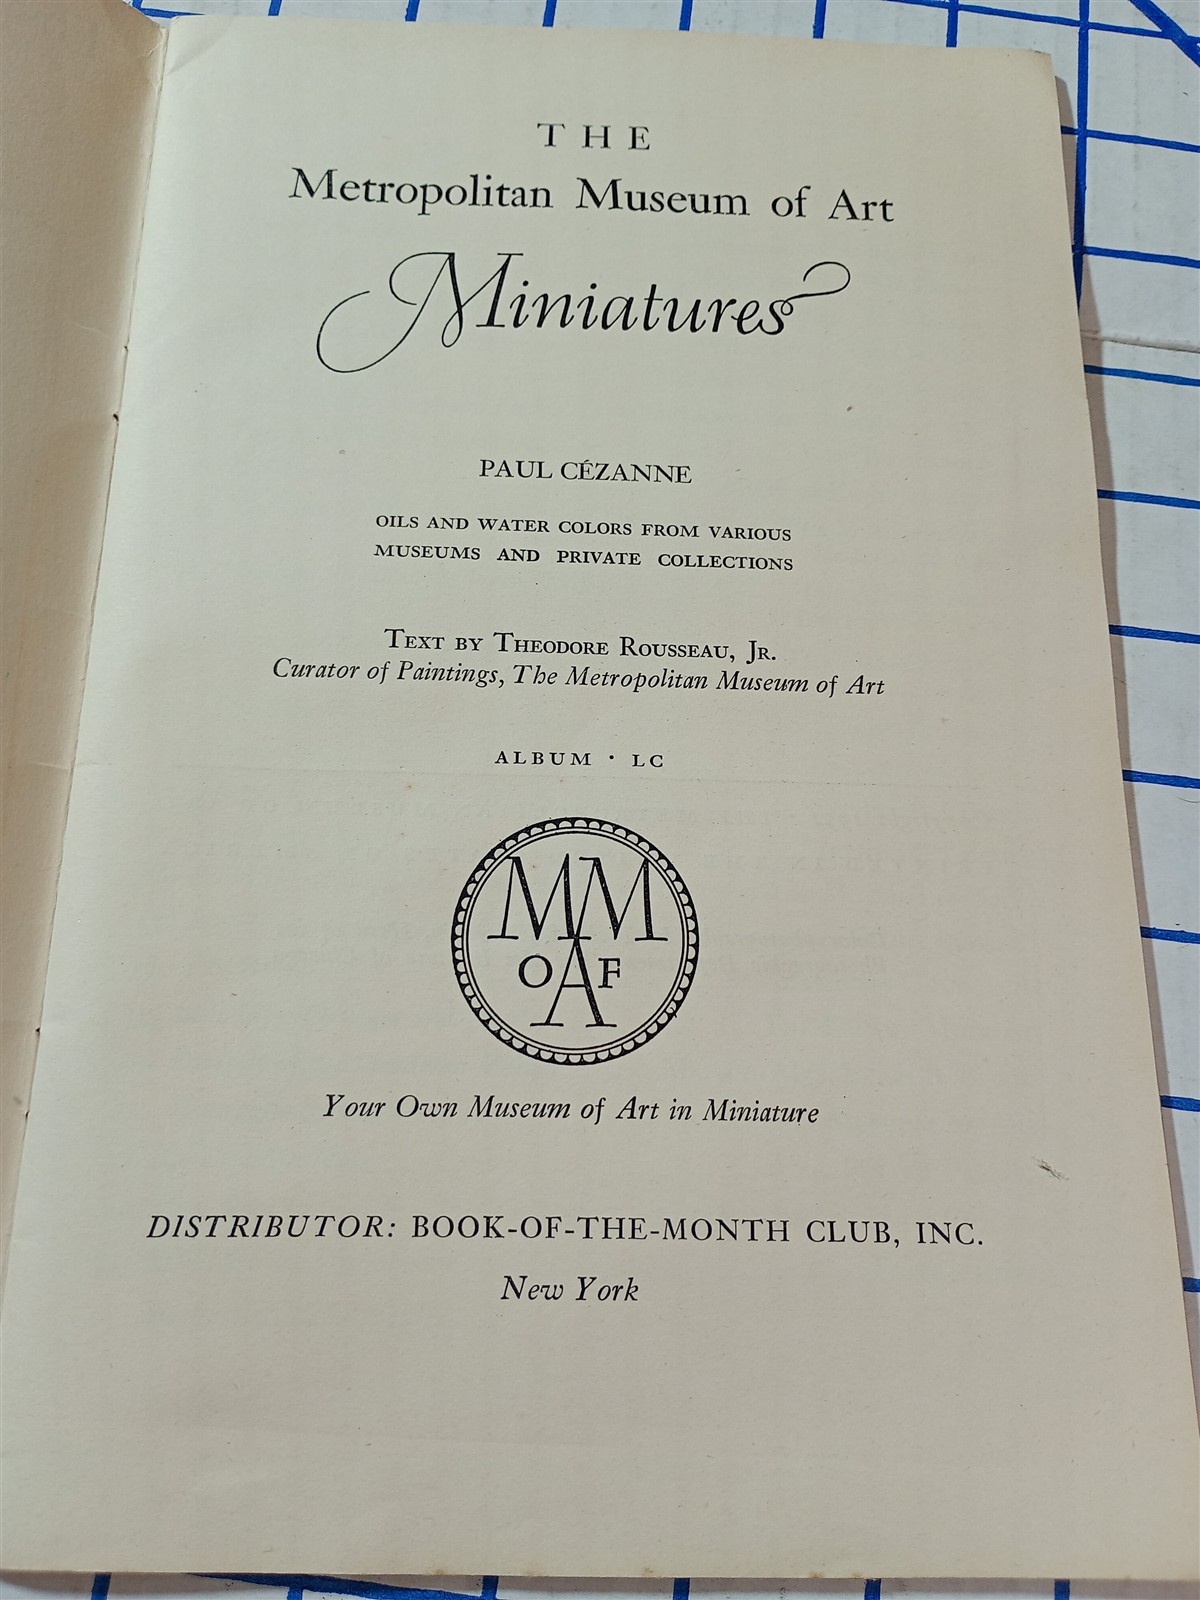 THE
Metropolitan Museum of Art
Miniatures
PAUL CÉZANNE
OILS AND WATER COLORS FROM VARIOUS
MUSEUMS AND PRIVATE COLLECTIONS
TEXT BY THEODORE ROUSSEAU, JR.
Curator of Paintings, The Metropolitan Museum of Art
ALBUM · LC
MM
OAF
Your Own Museum of Art in Miniature
DISTRIBUTOR: BOOK-OF-THE-MONTH CLUB, INC.
New York